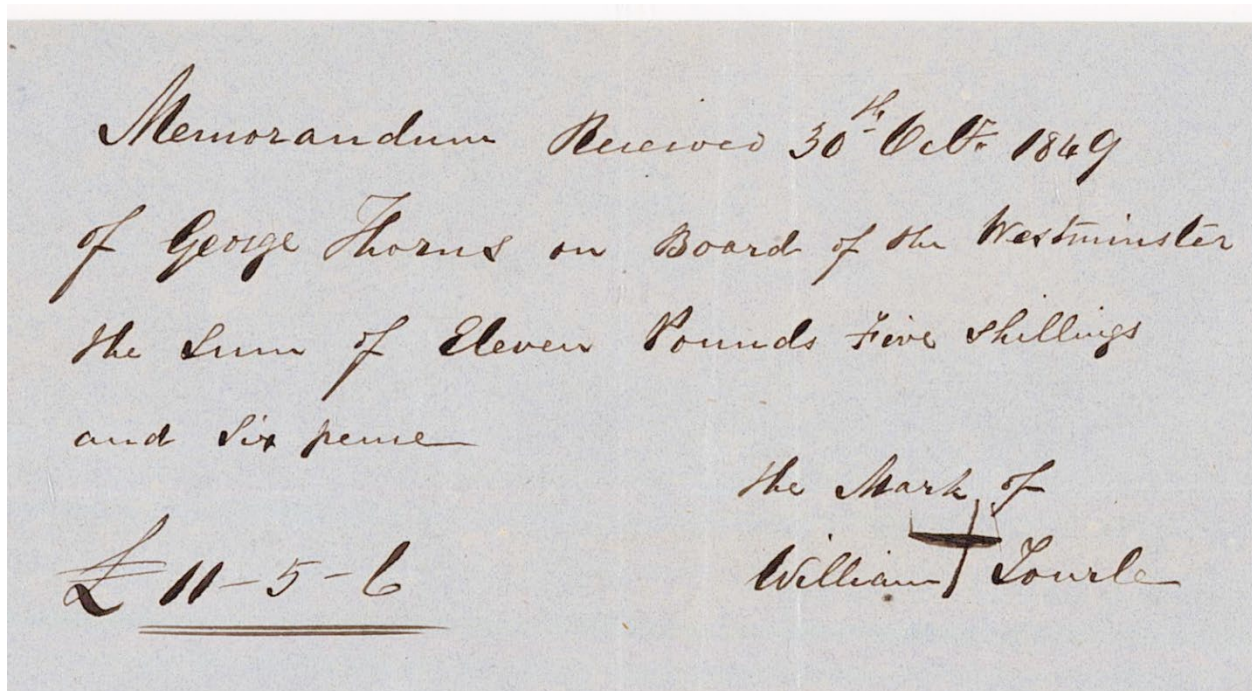 Memorandum Received 30th Octr. 1849
of George Thorns on Board of the Westminster
the Sum of Eleven Pounds Five Shillings
and Six pence
the Mark of
William Tourle
£ 11-5-6